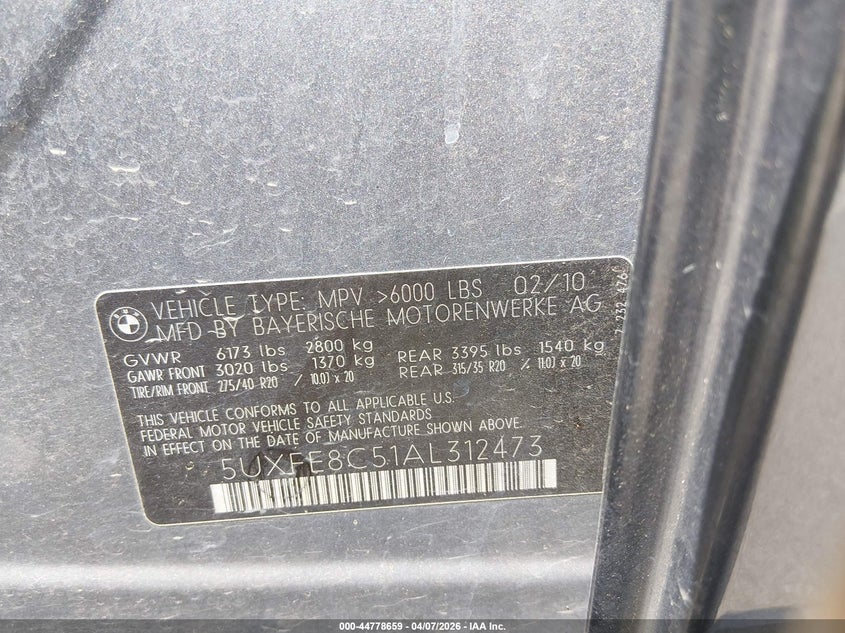 VEHICLE TYPE: MPV >6000 LBS 02/10
MFD BY BAYERISCHE MOTORENWERKE AG
GVWR 6173 lbs 2800 kg
GAWR FRONT 3020 lbs 1370 kg REAR 3395 lbs 1540 kg
TIRE/RIM FRONT 275/40 R20 / 10.0J x 20 REAR 315/35 R20 / 11.0J x 20
THIS VEHICLE CONFORMS TO ALL APPLICABLE U.S.
FEDERAL MOTOR VEHICLE SAFETY STANDARDS
IN EFFECT ON THE DATE OF MANUFACTURE SHOWN ABOVE.
5UXFE8C51AL312473
000-44778659 - 04/07/2026 - IAA Inc.